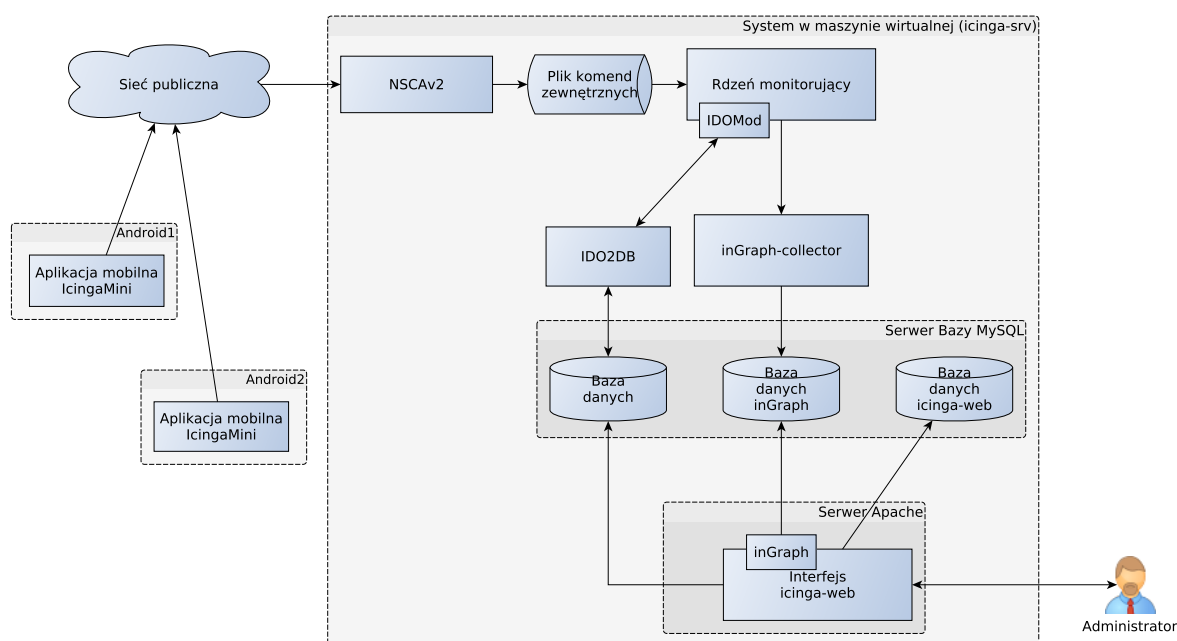 System w maszynie wirtualnej (icinga-srv)
Sieć publiczna
NSCAv2
Plik komend
zewnętrznych
Rdzeń monitorujący
IDOMod
Android1
Aplikacja mobilna
IcingaMini
IDO2DB
inGraph-collector
Serwer Bazy MySQL
Baza
danych
Baza
danych
inGraph
Baza
danych
icinga-web
Android2
Aplikacja mobilna
IcingaMini
Serwer Apache
inGraph
Interfejs
icinga-web
Administrator